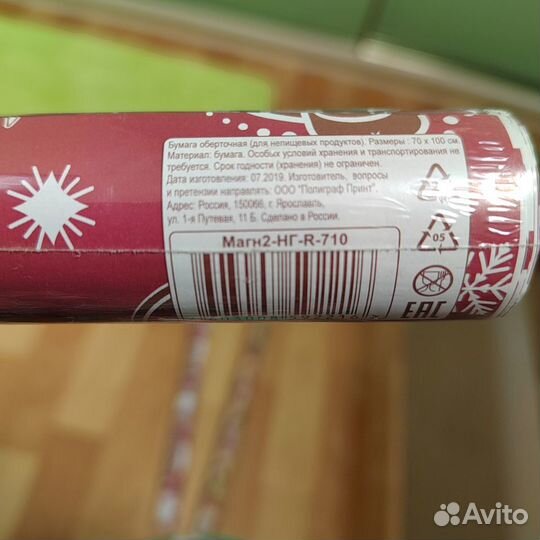 Бумага оберточная (для непищевых продуктов). Размеры : 70 x 100 см.
Материал: бумага. Особых условий хранения и транспортирования не
требуется. Срок годности (хранения) не ограничен.
Дата изготовления: 07.2019. Изготовитель, вопросы
и претензии направлять: ООО "Полиграф Принт".
Адрес: Россия, 150066, г. Ярославль,
ул. 1-я Путевая, 11 Б. Сделано в России.
Магн2-НГ-R-710
05
EAC
Avito